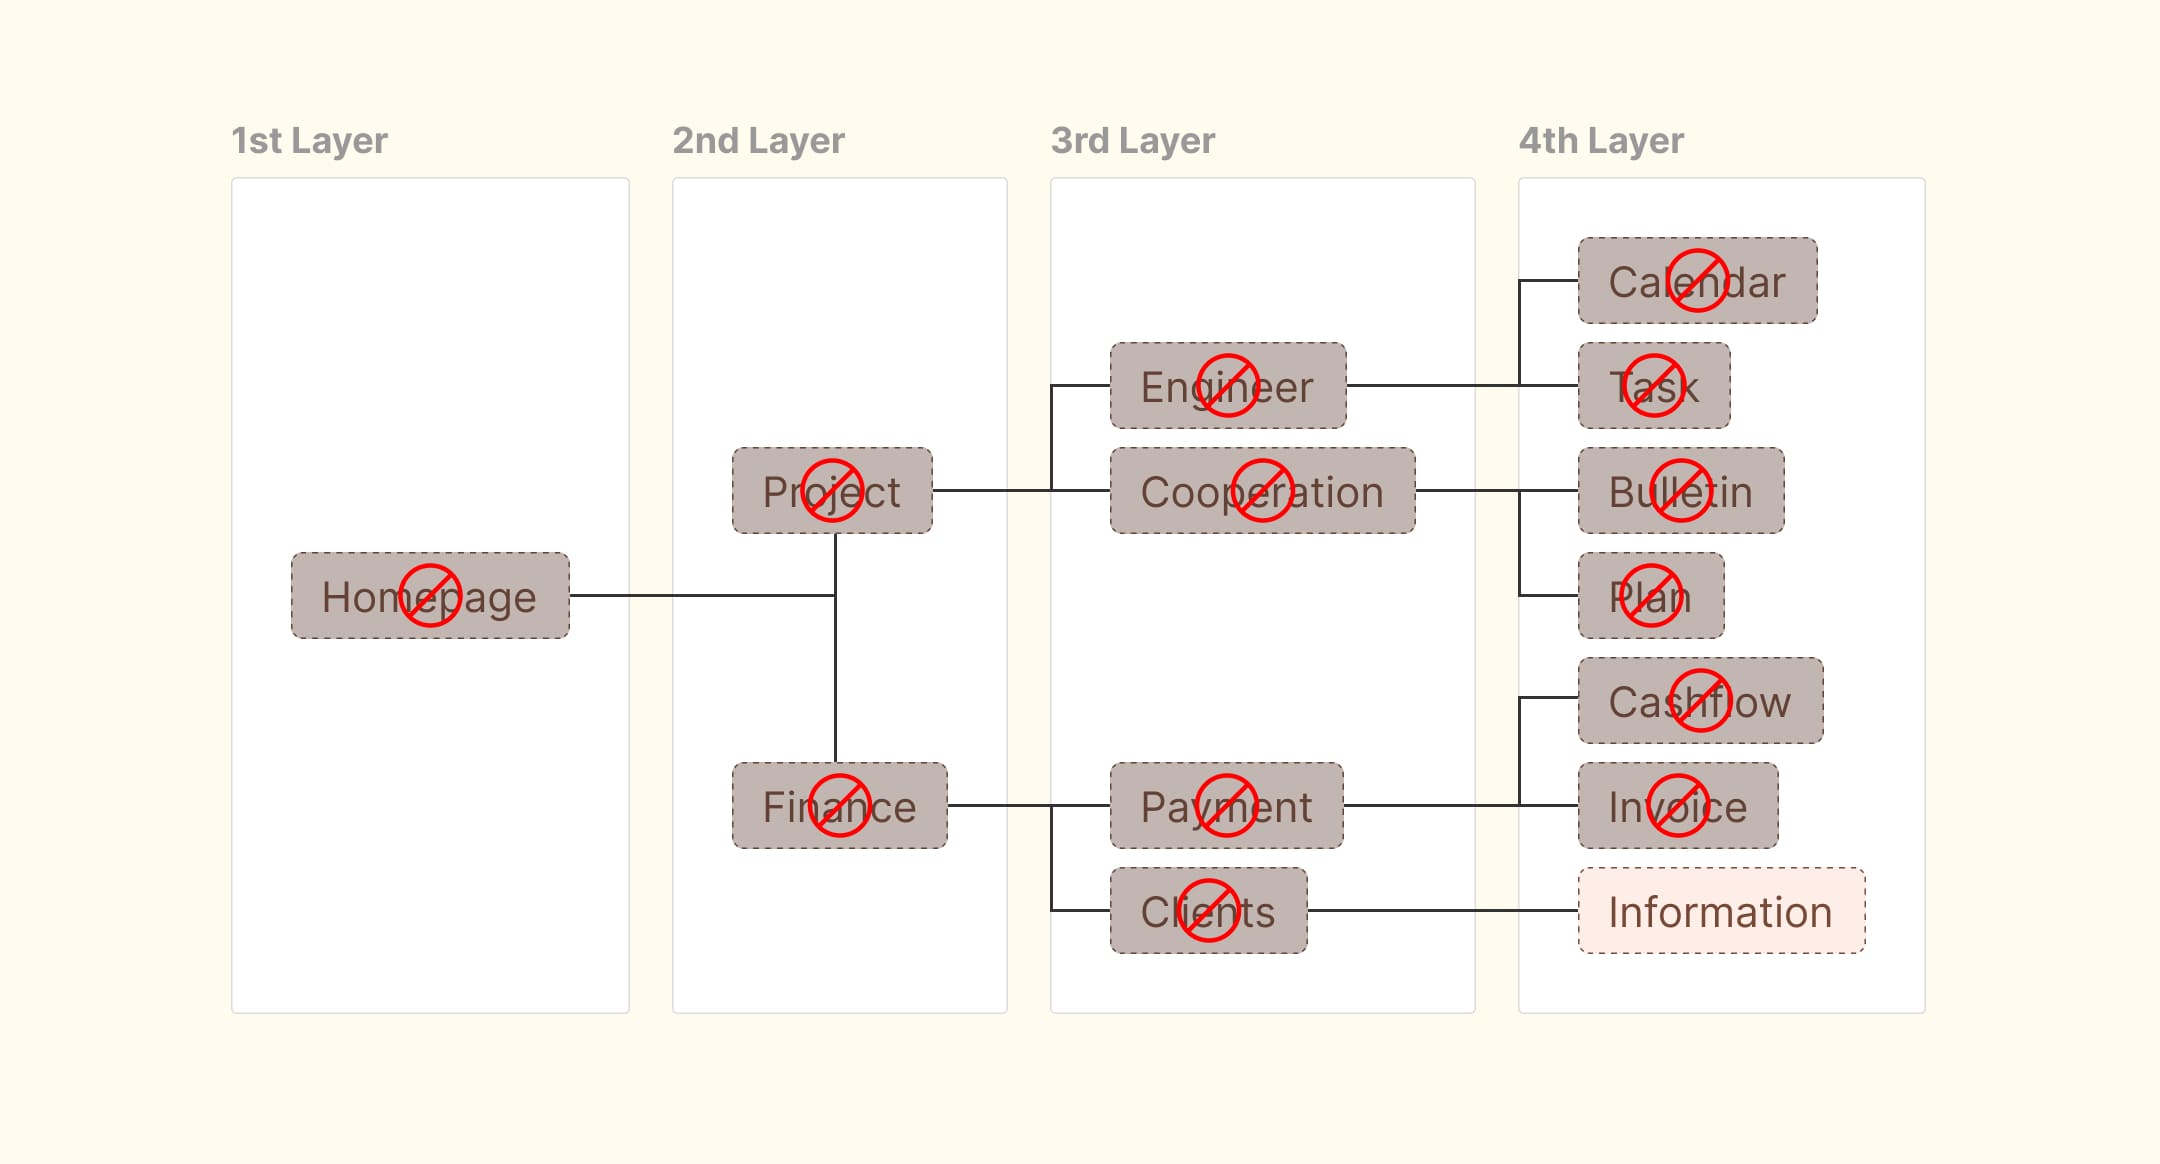 1st Layer
2nd Layer
3rd Layer
4th Layer
Homepage
Project
Finance
Engineer
Cooperation
Payment
Clients
Calendar
Task
Bulletin
Plan
Cashflow
Invoice
Information